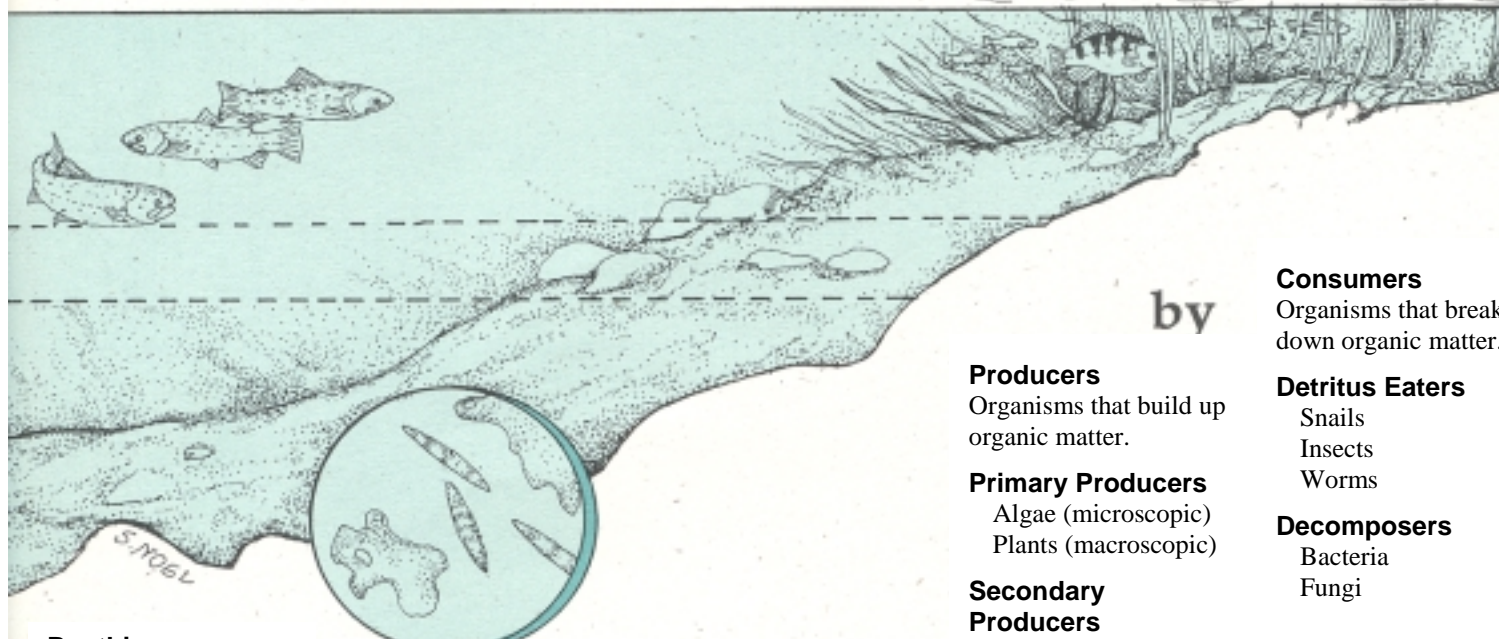 S. NOGL
by
Producers
Organisms that build up
organic matter.
Primary Producers
Algae (microscopic)
Plants (macroscopic)
Secondary
Producers
Consumers
Organisms that break
down organic matter.
Detritus Eaters
Snails
Insects
Worms
Decomposers
Bacteria
Fungi